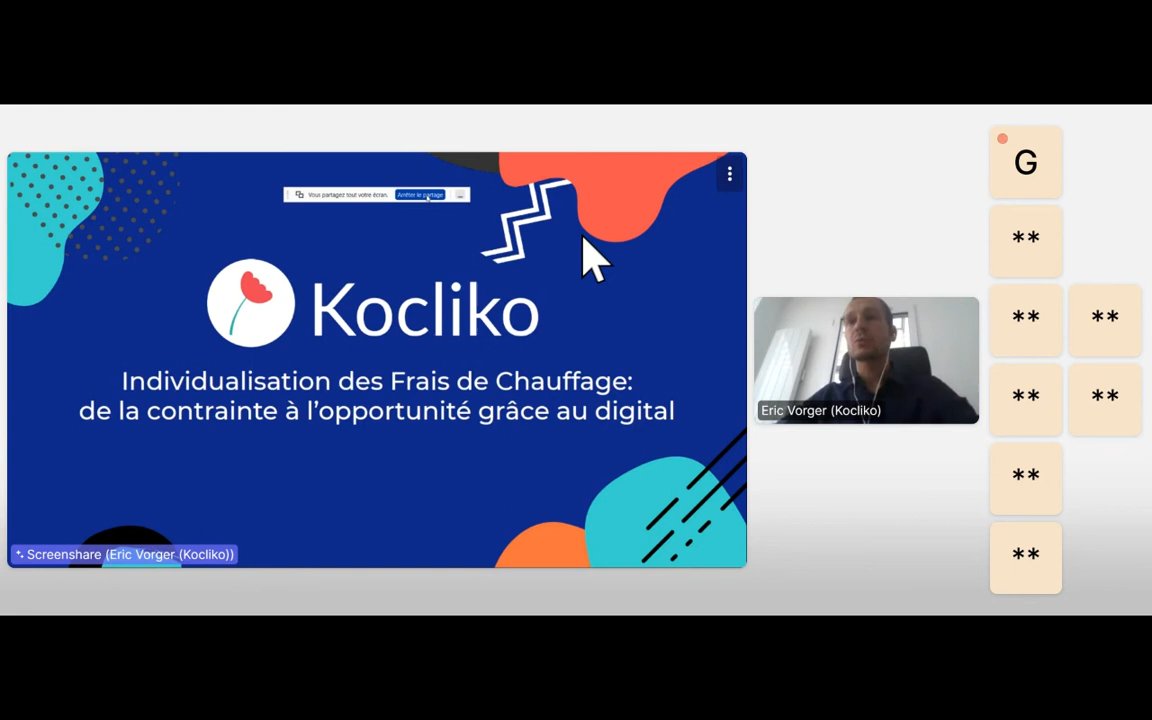 Vous partagez tout votre écran.
Arrêter le partage
Kocliko
Individualisation des Frais de Chauffage:
de la contrainte à l’opportunité grâce au digital
Screenshare (Eric Vorger (Kocliko))
Eric Vorger (Kocliko)
G
**
** **
** **
**
**